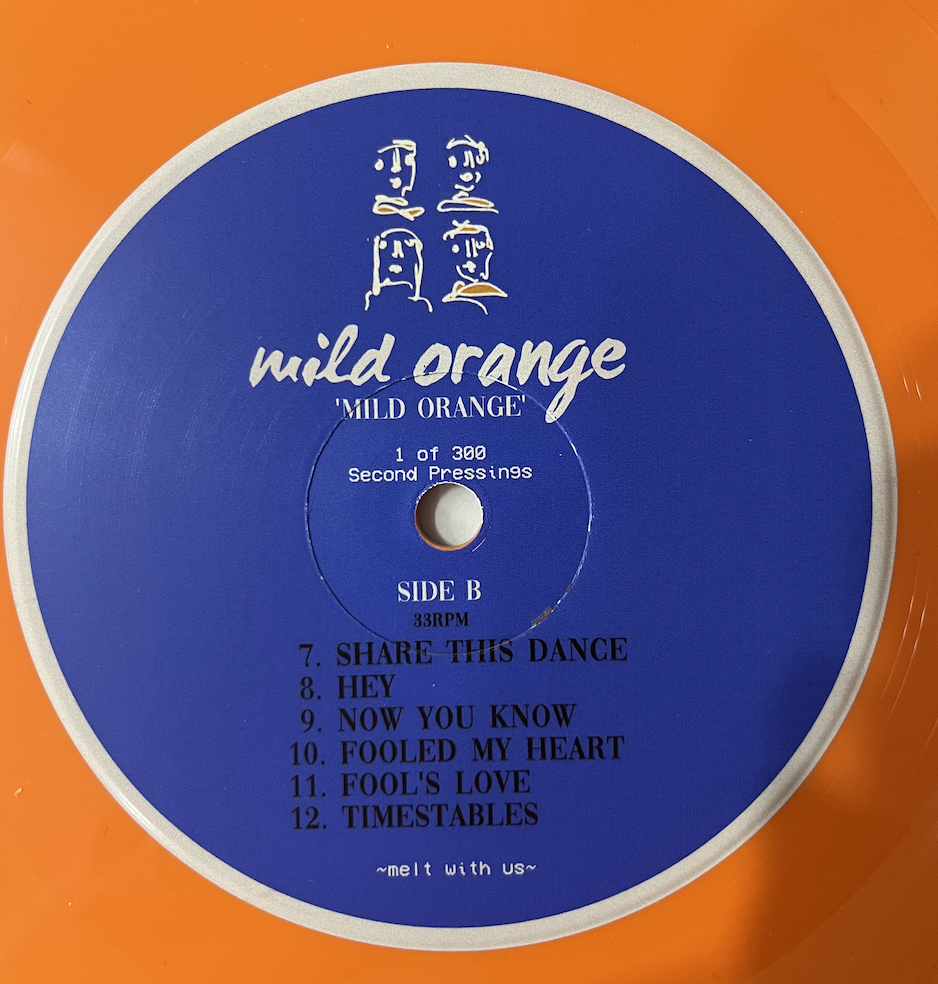 mild orange
'MILD ORANGE'
1 of 300
Second Pressings
SIDE B
33RPM
7. SHARE THIS DANCE
8. HEY
9. NOW YOU KNOW
10. FOOLED MY HEART
11. FOOL'S LOVE
12. TIMESTABLES
~melt with us~